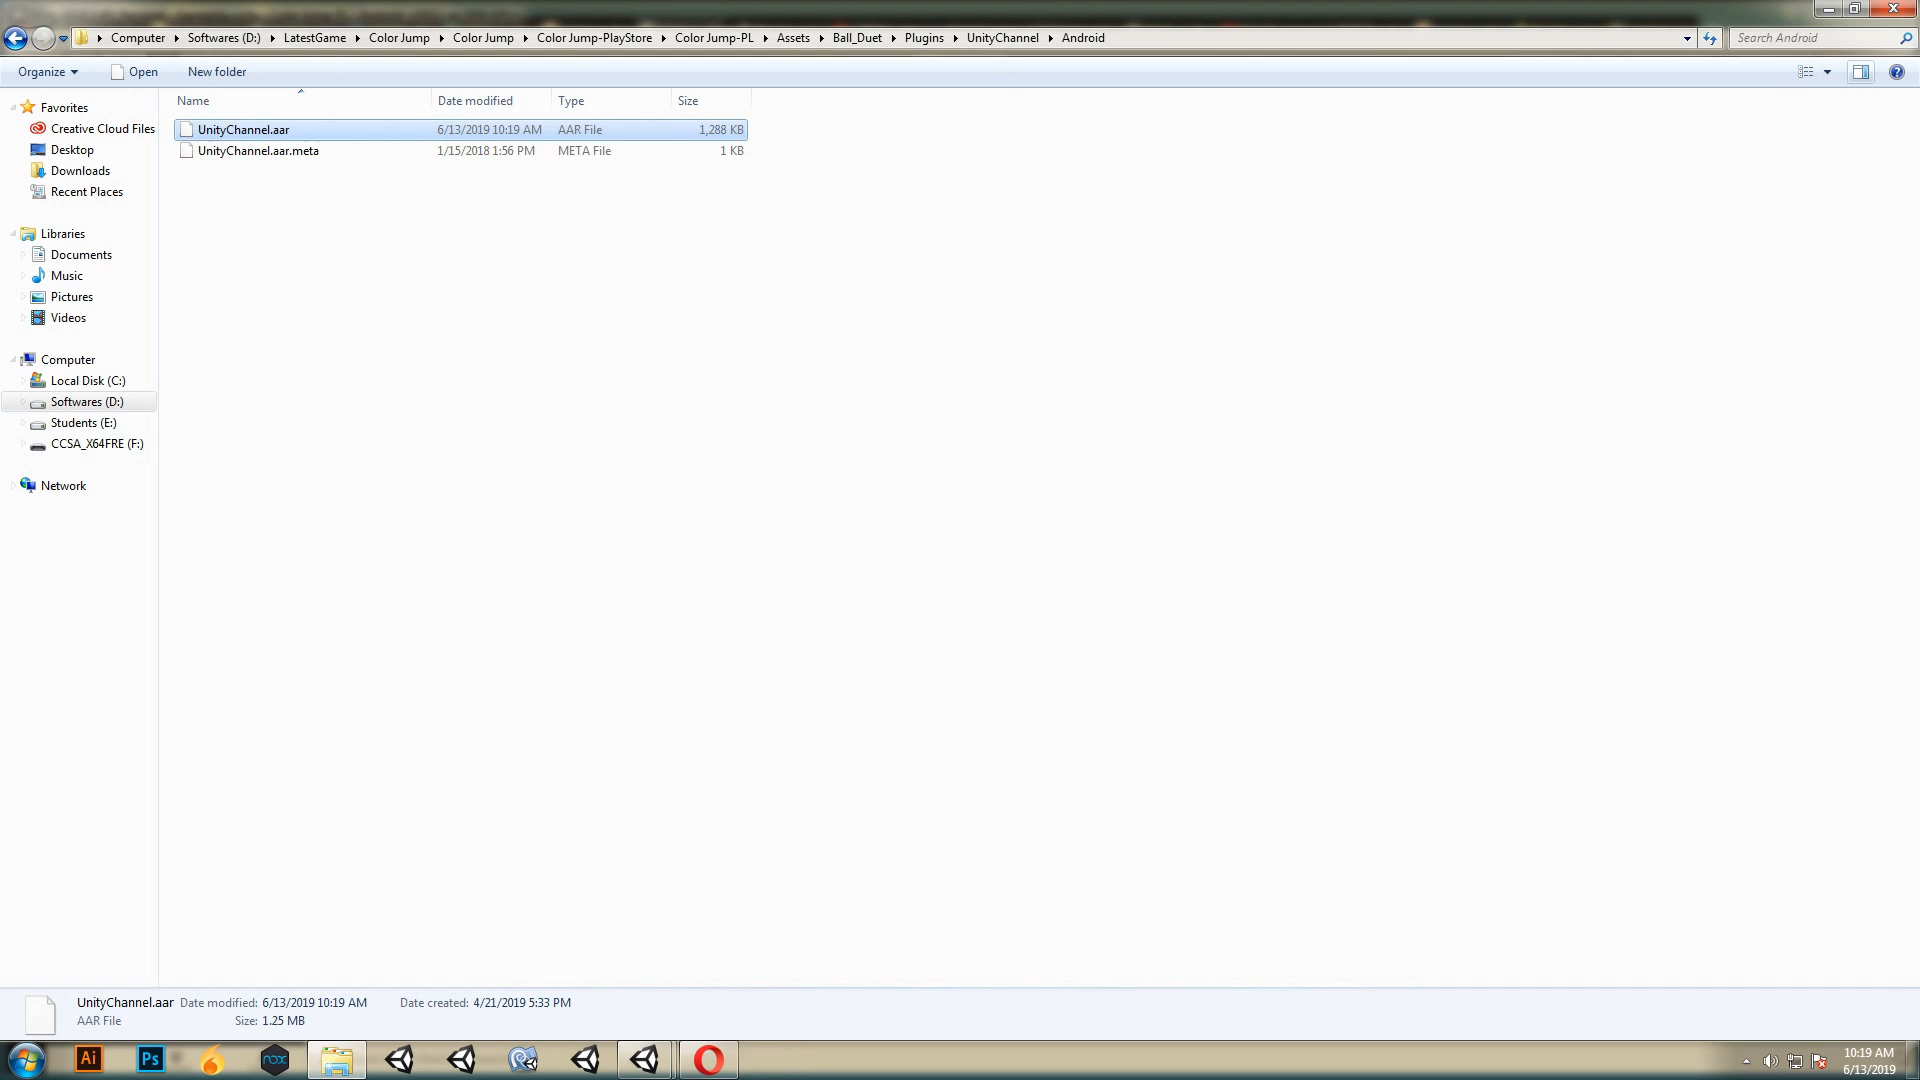 Computer Softwares (D:) LatestGame Color Jump Color Jump Color Jump-PlayStore Color Jump-PL Assets Ball_Duet Plugins UnityChannel Android Search Android
Organize Open New folder
Name Date modified Type Size
UnityChannel.aar 6/13/2019 10:19 AM AAR File 1,288 KB
UnityChannel.aar.meta 1/15/2018 1:56 PM META File 1 KB
Favorites
Creative Cloud Files
Desktop
Downloads
Recent Places
Libraries
Documents
Music
Pictures
Videos
Computer
Local Disk (C:)
Softwares (D:)
Students (E:)
CCSA_X64FRE (F:)
Network
UnityChannel.aar Date modified: 6/13/2019 10:19 AM Date created: 4/21/2019 5:33 PM
AAR File Size: 1.25 MB
Ai Ps nox
10:19 AM
6/13/2019